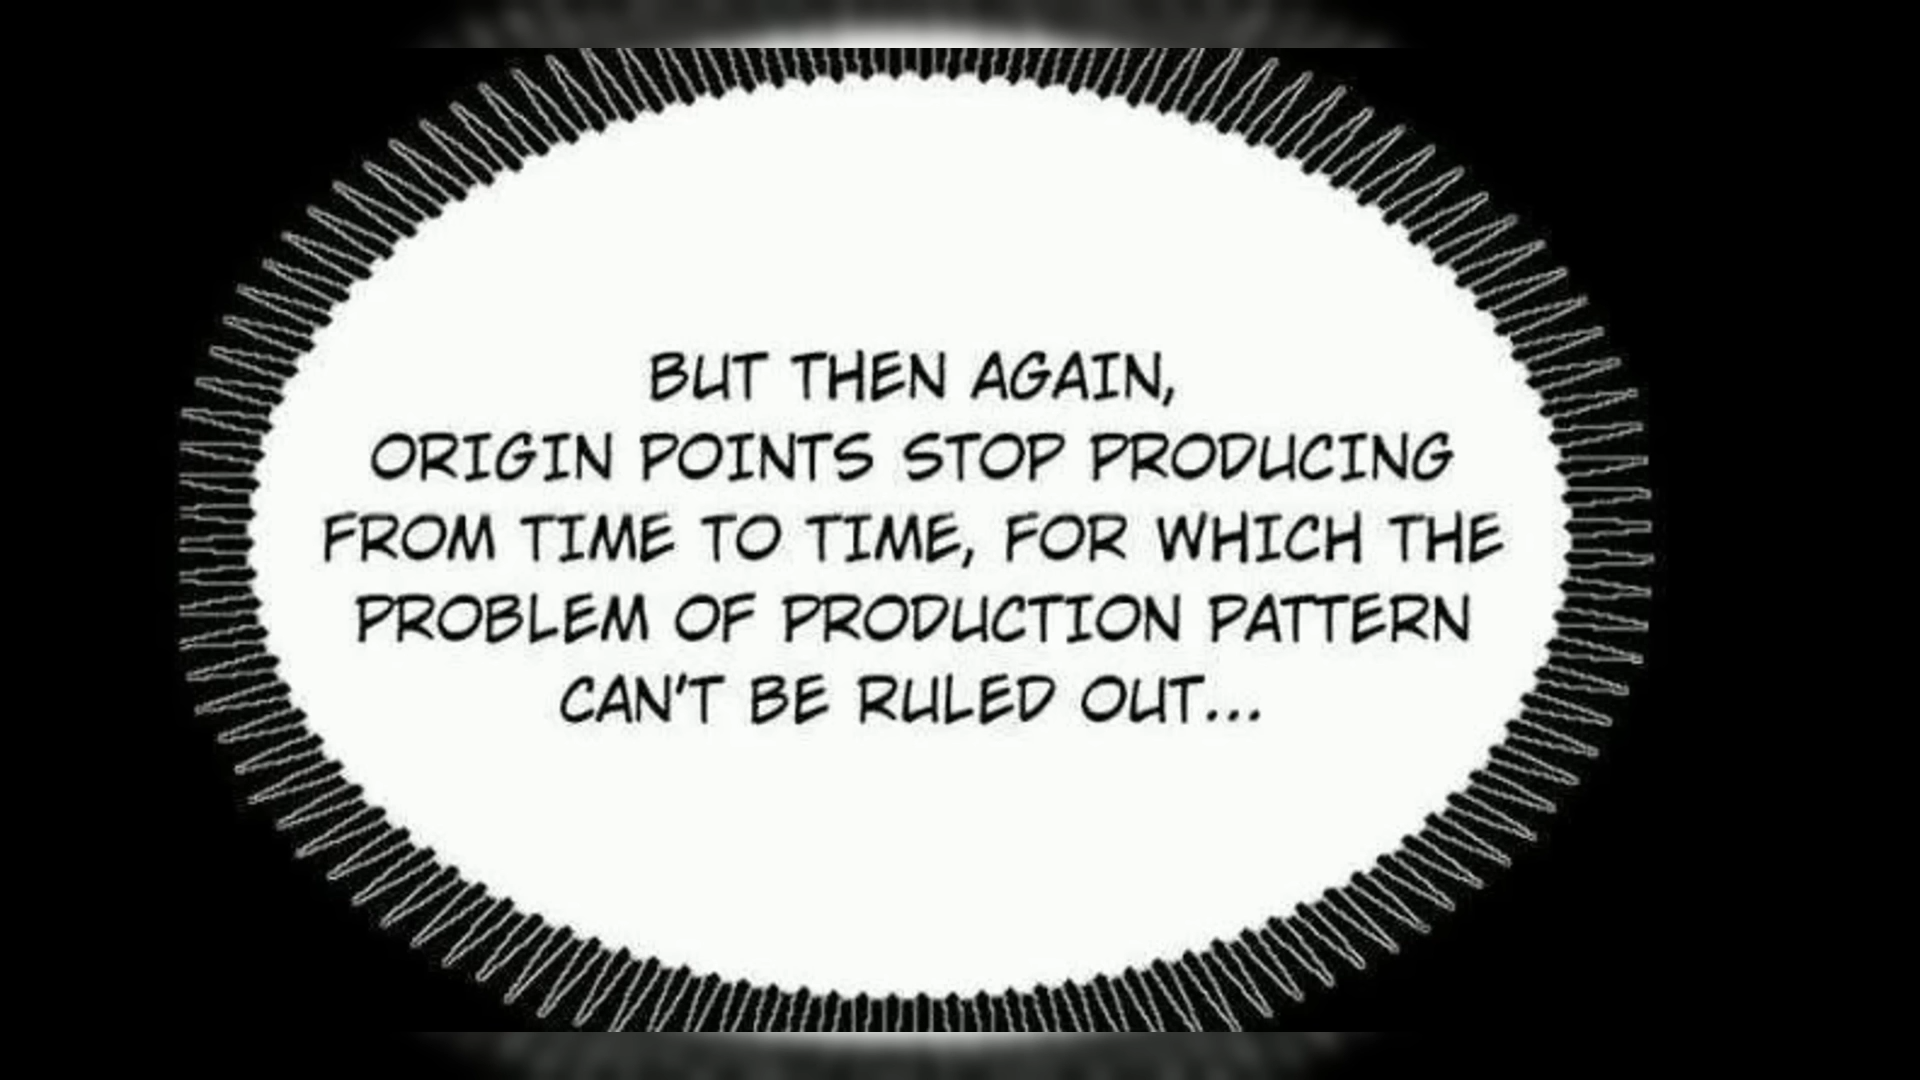 BUT THEN AGAIN,
ORIGIN POINTS STOP PRODUCING
FROM TIME TO TIME, FOR WHICH THE
PROBLEM OF PRODUCTION PATTERN
CAN'T BE RULED OUT...